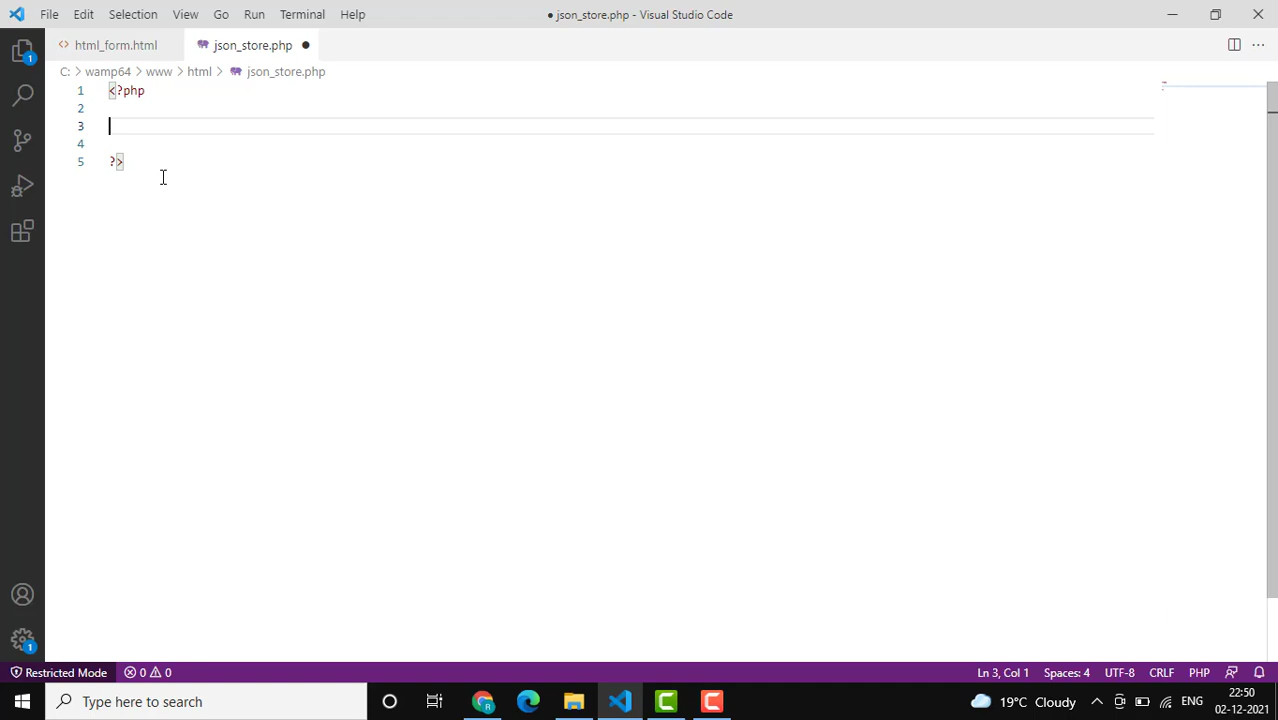 File Edit Selection View Go Run Terminal Help ● json_store.php - Visual Studio Code
html_form.html json_store.php ●
C: > wamp64 > www > html > json_store.php
1 <?php
2
3
4
5 ?>
1
1
Restricted Mode 0 0 Ln 3, Col 1 Spaces: 4 UTF-8 CRLF PHP
Type here to search 19°C Cloudy ENG 22:50
02-12-2021